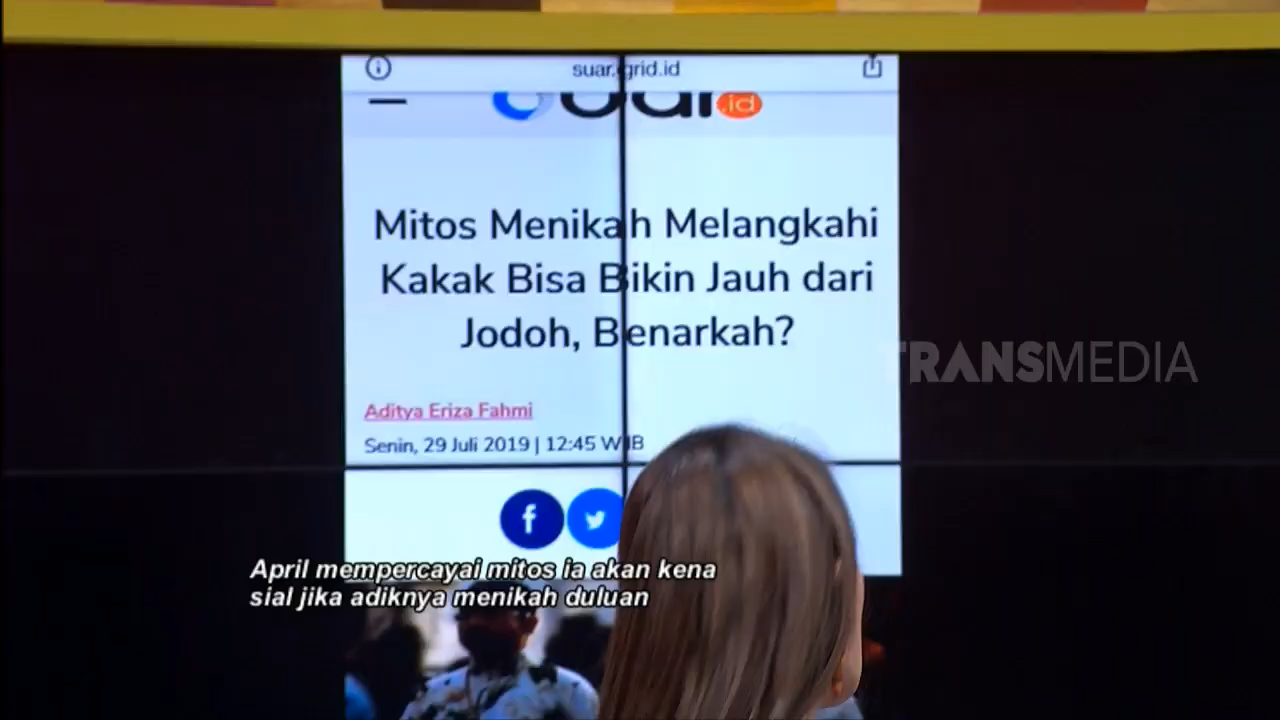 suar.grid.id
.id
Mitos Menikah Melangkahi
Kakak Bisa Bikin Jauh dari
Jodoh, Benarkah?
TRANSMEDIA
Aditya Eriza Fahmi
Senin, 29 Juli 2019 | 12:45 WIB
April mempercayai mitos ia akan kena
sial jika adiknya menikah duluan